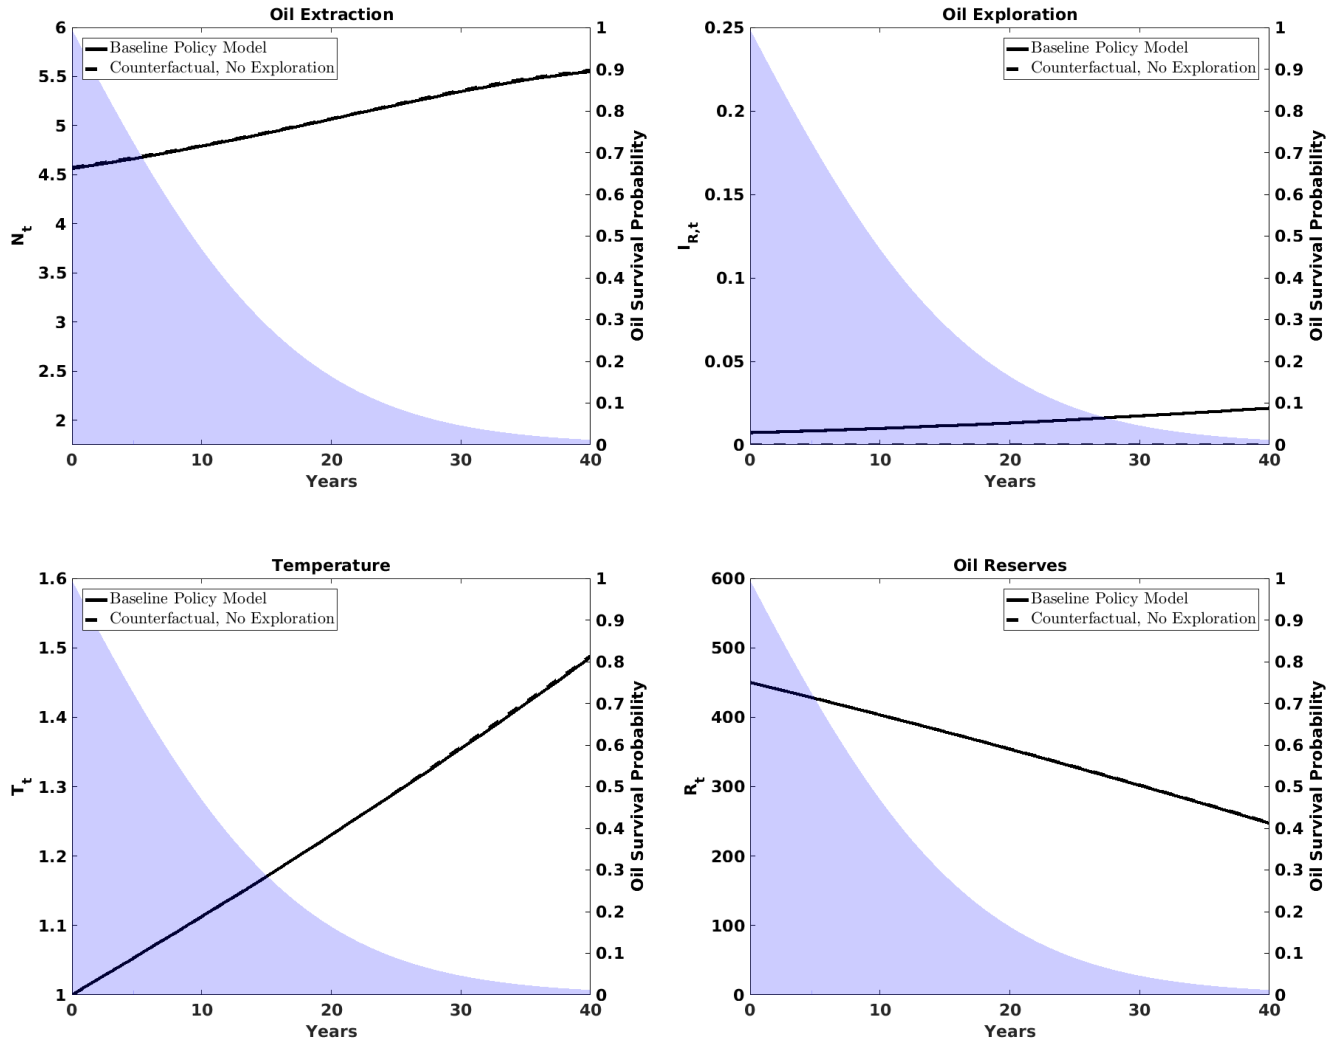 Oil Extraction
6
5.5
5
4.5
4
3.5
3
2.5
2
N_t
Baseline Policy Model
Counterfactual, No Exploration
1
0.9
0.8
0.7
0.6
0.5
0.4
0.3
0.2
0.1
0
Oil Survival Probability
0 10 20 30 40
Years
Oil Exploration
0.25
0.2
0.15
0.1
0.05
0
I_R,t
Baseline Policy Model
Counterfactual, No Exploration
1
0.9
0.8
0.7
0.6
0.5
0.4
0.3
0.2
0.1
0
Oil Survival Probability
0 10 20 30 40
Years
Temperature
1.6
1.5
1.4
1.3
1.2
1.1
1
T_t
Baseline Policy Model
Counterfactual, No Exploration
1
0.9
0.8
0.7
0.6
0.5
0.4
0.3
0.2
0.1
0
Oil Survival Probability
0 10 20 30 40
Years
Oil Reserves
600
500
400
300
200
100
0
R_t
Baseline Policy Model
Counterfactual, No Exploration
1
0.9
0.8
0.7
0.6
0.5
0.4
0.3
0.2
0.1
0
Oil Survival Probability
0 10 20 30 40
Years